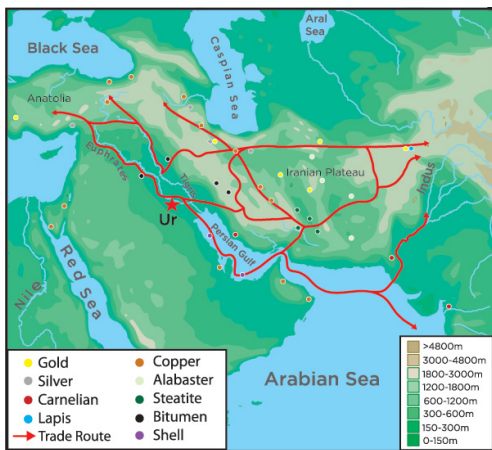 Aral
Sea
Black Sea
Caspian Sea
Anatolia
Euphrates
Tigris
Iranian Plateau
Indus
Ur
Persian Gulf
Nile
Red Sea
Arabian Sea
Gold
Silver
Carnelian
Lapis
Trade Route
Copper
Alabaster
Steatite
Bitumen
Shell
>4800m
3000-4800m
1800-3000m
1200-1800m
600-1200m
300-600m
150-300m
0-150m